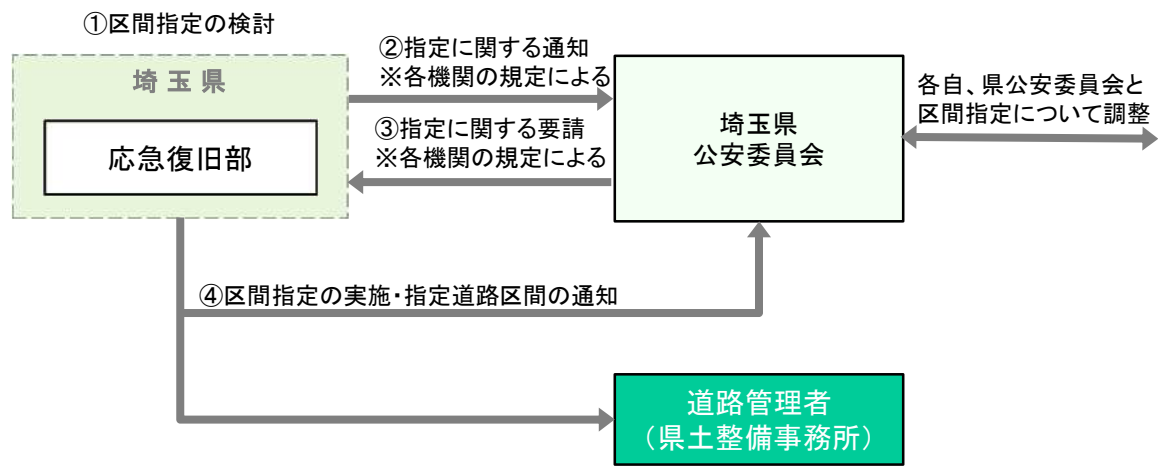 ①区間指定の検討
埼玉県
応急復旧部
②指定に関する通知
※各機関の規定による
③指定に関する要請
※各機関の規定による
埼玉県
公安委員会
各自、県公安委員会と
区間指定について調整
④区間指定の実施・指定道路区間の通知
道路管理者
（県土整備事務所）